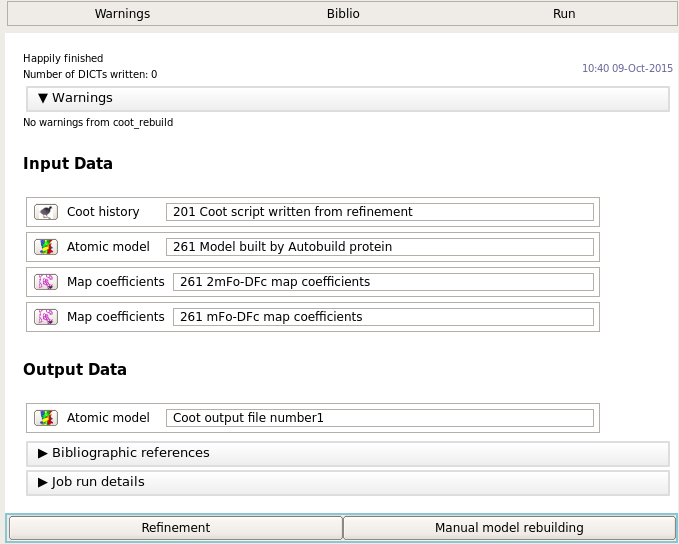 Warnings Biblio Run
Happily finished
Number of DICTs written: 0
10:40 09-Oct-2015
▼ Warnings
No warnings from coot_rebuild
Input Data
Coot history 201 Coot script written from refinement
Atomic model 261 Model built by Autobuild protein
Map coefficients 261 2mFo-DFc map coefficients
Map coefficients 261 mFo-DFc map coefficients
Output Data
Atomic model Coot output file number1
▶ Bibliographic references
▶ Job run details
Refinement Manual model rebuilding